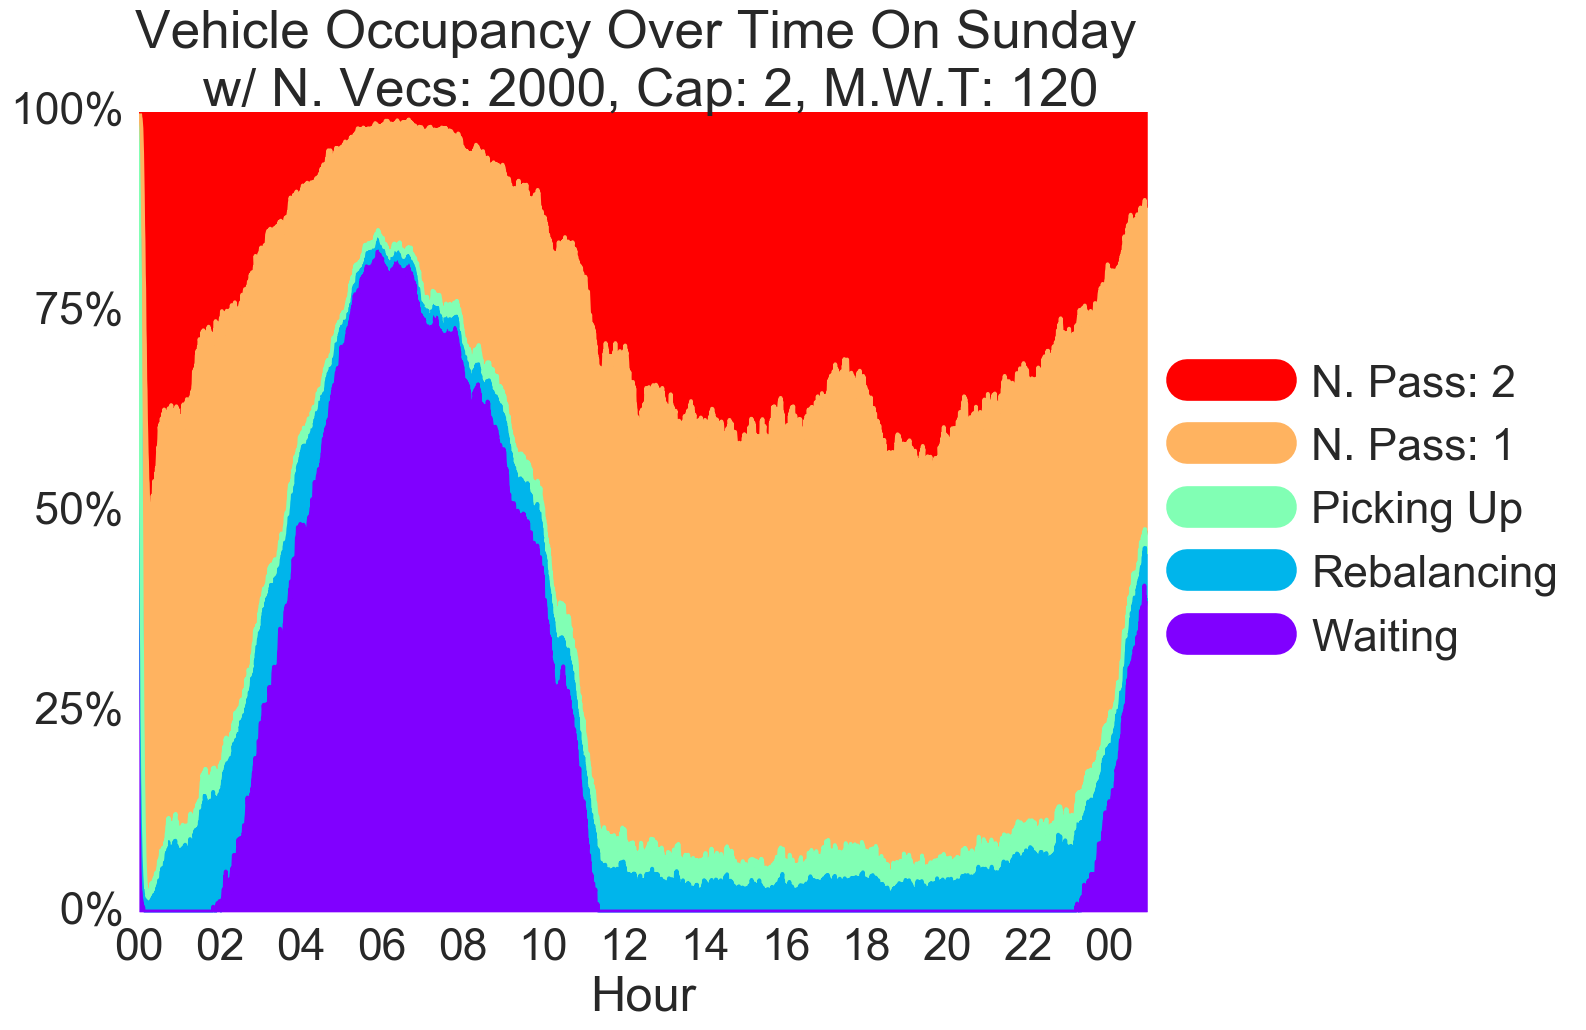 Vehicle Occupancy Over Time On Sunday
w/ N. Vecs: 2000, Cap: 2, M.W.T: 120
100%
75%
50%
25%
0%
00 02 04 06 08 10 12 14 16 18 20 22 00
Hour
N. Pass: 2
N. Pass: 1
Picking Up
Rebalancing
Waiting